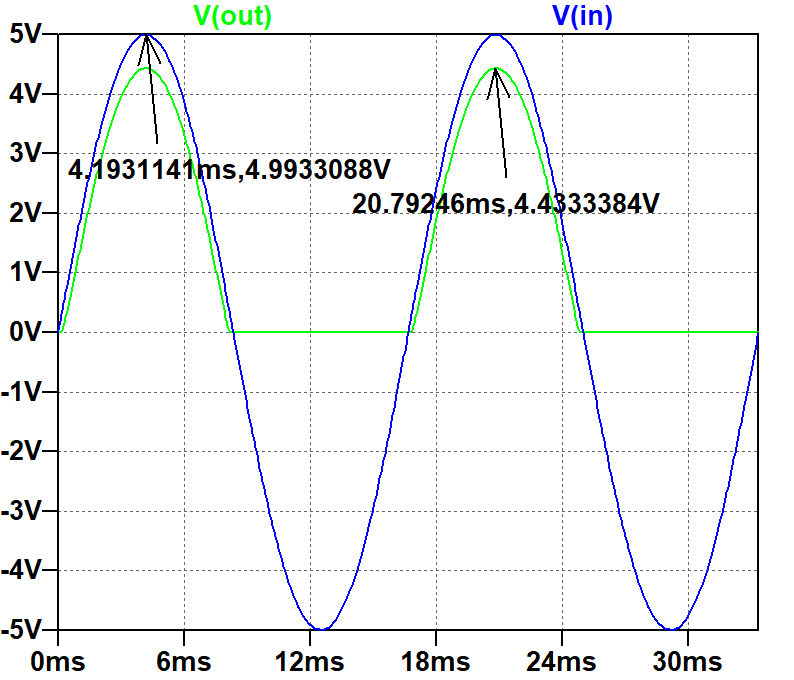 V(out) V(in)
5V
4V
3V
4.1931141ms,4.9933088V
20.79246ms,4.4333384V
2V
1V
0V
-1V
-2V
-3V
-4V
-5V
0ms 6ms 12ms 18ms 24ms 30ms